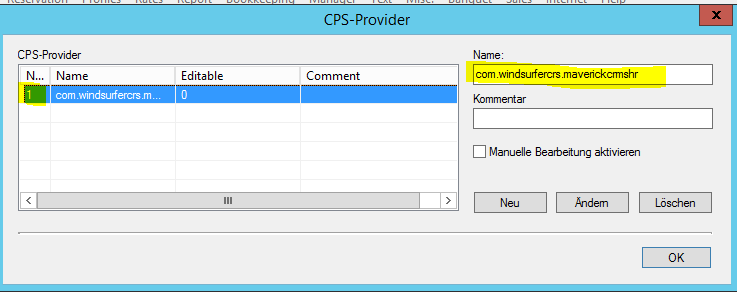 Reservation Profiles Rates Report Bookkeeping Manager Text Misc. Banquet Sales Internet Help
CPS-Provider
x
CPS-Provider
N... Name Editable Comment
1 com.windsurfercrs.m... 0
Name:
com.windsurfercrs.maverickcrmshr
Kommentar
Manuelle Bearbeitung aktivieren
Neu Ändern Löschen
OK